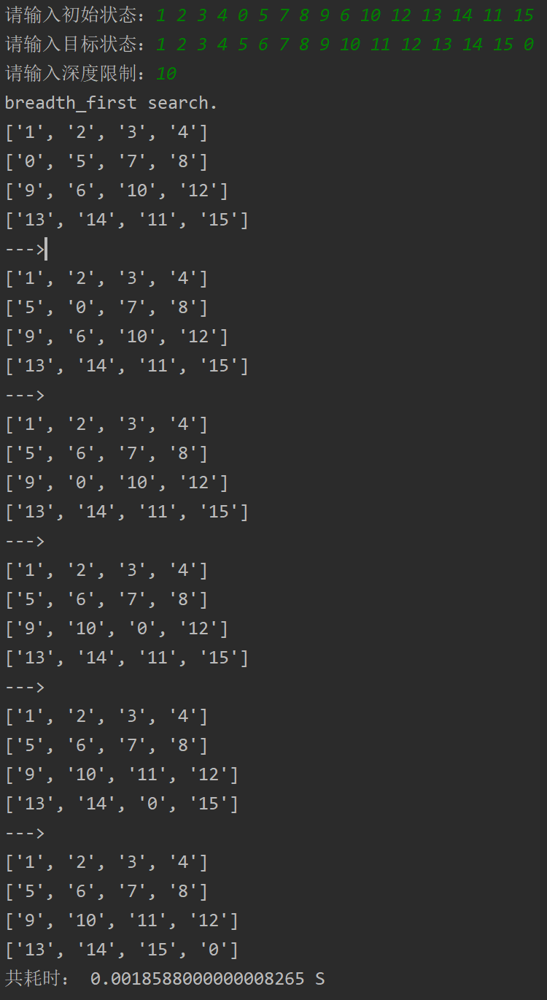 请输入初始状态：1 2 3 4 0 5 7 8 9 6 10 12 13 14 11 15
请输入目标状态：1 2 3 4 5 6 7 8 9 10 11 12 13 14 15 0
请输入深度限制：10
breadth_first search.
['1', '2', '3', '4']
['0', '5', '7', '8']
['9', '6', '10', '12']
['13', '14', '11', '15']
--->
['1', '2', '3', '4']
['5', '0', '7', '8']
['9', '6', '10', '12']
['13', '14', '11', '15']
--->
['1', '2', '3', '4']
['5', '6', '7', '8']
['9', '0', '10', '12']
['13', '14', '11', '15']
--->
['1', '2', '3', '4']
['5', '6', '7', '8']
['9', '10', '0', '12']
['13', '14', '11', '15']
--->
['1', '2', '3', '4']
['5', '6', '7', '8']
['9', '10', '11', '12']
['13', '14', '0', '15']
--->
['1', '2', '3', '4']
['5', '6', '7', '8']
['9', '10', '11', '12']
['13', '14', '15', '0']
共耗时： 0.0018588000000008265 S